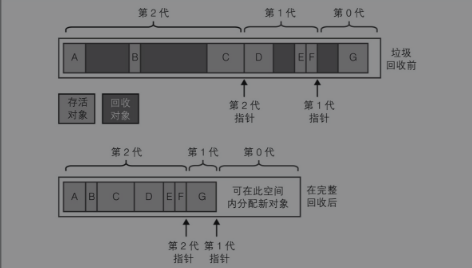 第 2 代 第 1 代 第 0 代
A B C D E F G
垃圾
回收前
第 2 代
指针
第 1 代
指针
存活
对象
回收
对象
第 2 代 第 1 代 第 0 代
A B C D E F G
可在此空间
内分配新对象
在完整
回收后
第 2 代
指针
第 1 代
指针